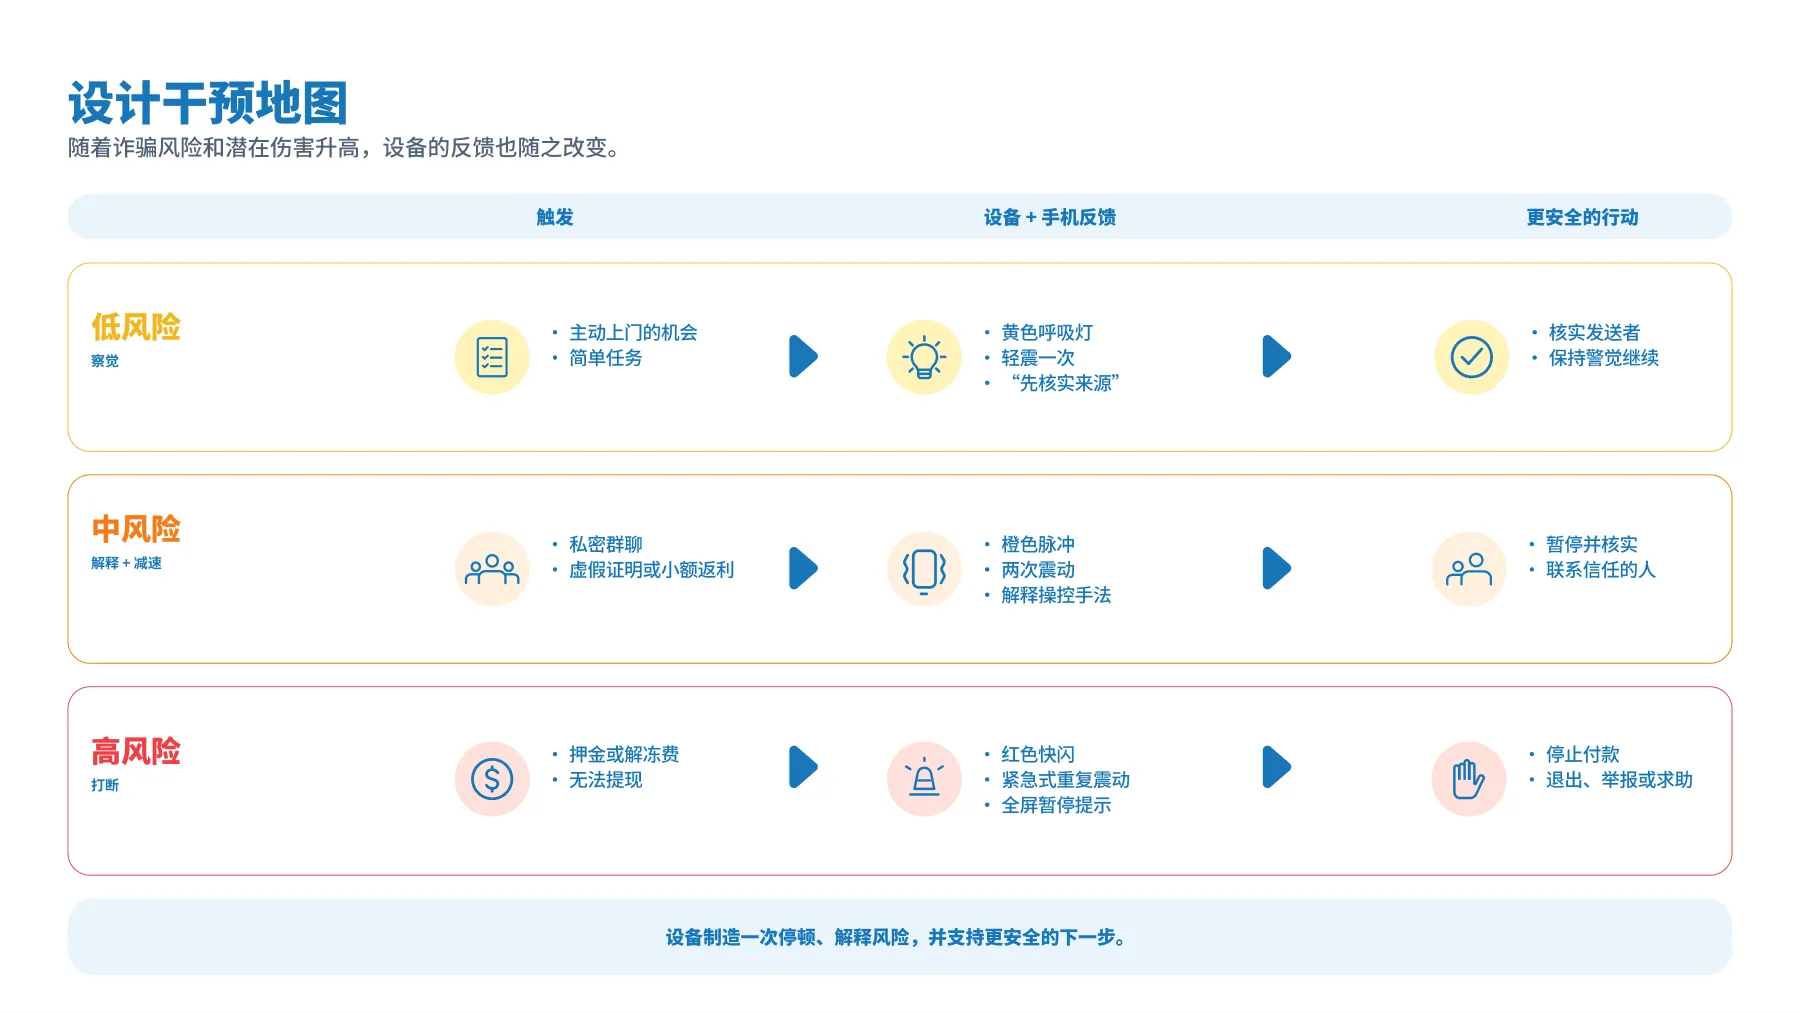 设计干预地图
随着诈骗风险和潜在伤害升高，设备的反馈也随之改变。
触发
设备 + 手机反馈
更安全的行动
低风险
察觉
• 主动上门的机会
• 简单任务
• 黄色呼吸灯
• 轻震一次
• “先核实来源”
• 核实发送者
• 保持警觉继续
中风险
解释 + 减速
• 私密群聊
• 虚假证明或小额返利
• 橙色脉冲
• 两次震动
• 解释操控手法
• 暂停并核实
• 联系信任的人
高风险
打断
• 押金或解冻费
• 无法提现
• 红色快闪
• 紧急式重复震动
• 全屏暂停提示
• 停止付款
• 退出、举报或求助
设备制造一次停顿、解释风险，并支持更安全的下一步。